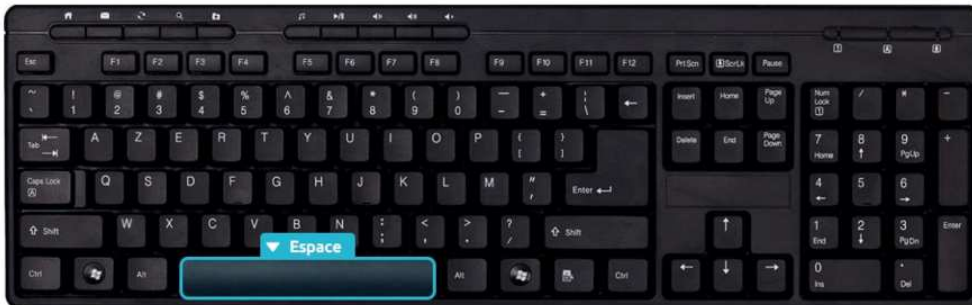 Esc F1 F2 F3 F4 F5 F6 F7 F8 F9 F10 F11 F12 PrtScn ScrLk Pause
~ ! @ # $ % ^ & * ( ) — + ¦
` 1 2 3 4 5 6 7 8 9 0 - = \ Insert Home Page Up Num Lock / * -
Tab A Z E R T Y U I O P { [ } ] Delete End Page Down 7 Home 8 9 PgUp +
Caps Lock Q S D F G H J K L M " , Enter 4 5 6
Shift W X C V B N : ; < , > . ? / Shift 1 End 2 3 PgDn Enter
Espace
Ctrl Alt Alt Ctrl 0 Ins . Del